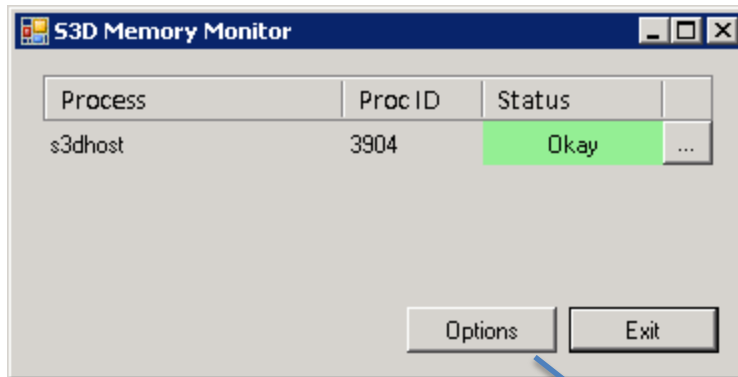 S3D Memory Monitor
Process Proc ID Status
s3dhost 3904 Okay ...
Options Exit